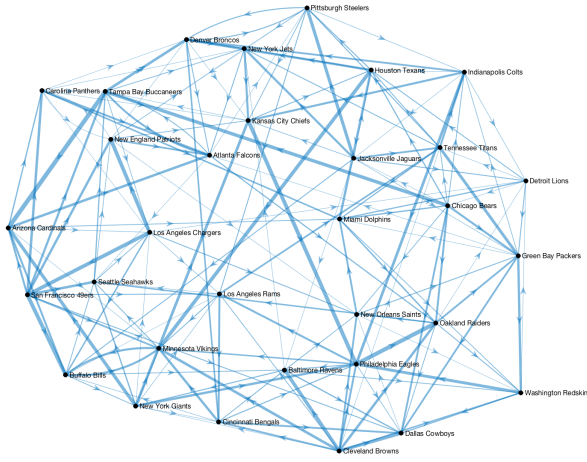 Pittsburgh Steelers
Denver Broncos
New York Jets
Houston Texans
Indianapolis Colts
Carolina Panthers
Tampa Bay Buccaneers
Kansas City Chiefs
New England Patriots
Tennessee Titans
Atlanta Falcons
Jacksonville Jaguars
Detroit Lions
Chicago Bears
Miami Dolphins
Arizona Cardinals
Los Angeles Chargers
Green Bay Packers
Seattle Seahawks
San Francisco 49ers
Los Angeles Rams
New Orleans Saints
Oakland Raiders
Minnesota Vikings
Philadelphia Eagles
Baltimore Ravens
Buffalo Bills
Washington Redskin
New York Giants
Cincinnati Bengals
Dallas Cowboys
Cleveland Browns